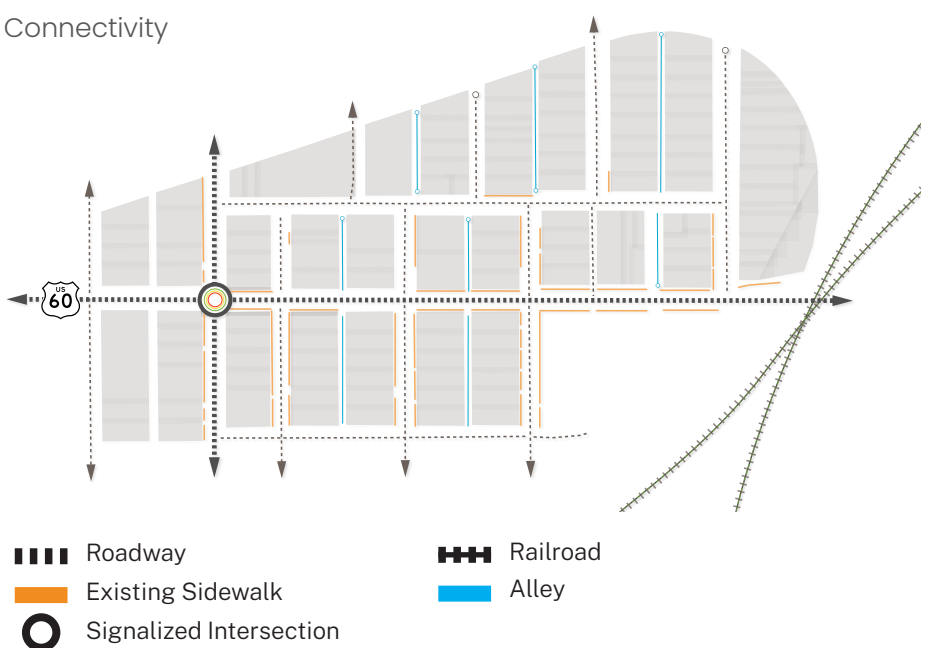 Connectivity
US
60
Roadway
Railroad
Existing Sidewalk
Alley
Signalized Intersection